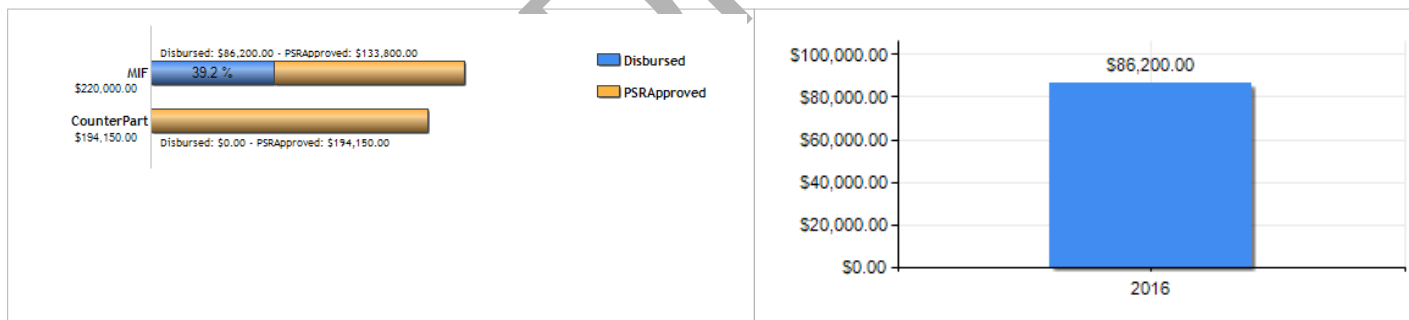 Disbursed: $86,200.00 - PSRApproved: $133,800.00
MIF
39.2 %
$220,000.00
CounterPart
$194,150.00
Disbursed: $0.00 - PSRApproved: $194,150.00
Disbursed
PSRApproved
$100,000.00
$86,200.00
$80,000.00
$60,000.00
$40,000.00
$20,000.00
$0.00
2016